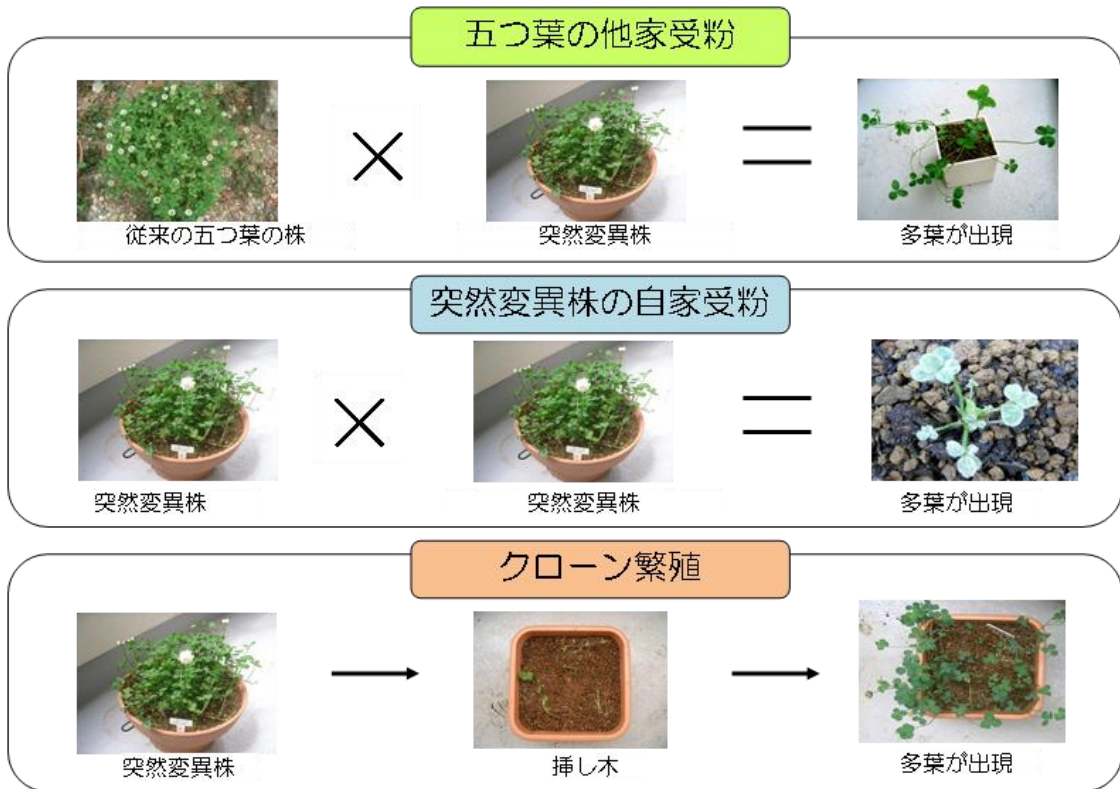 五つ葉の他家受粉
従来の五つ葉の株
突然変異株
多葉が出現
突然変異株の自家受粉
突然変異株
突然変異株
多葉が出現
クローン繁殖
突然変異株
挿し木
多葉が出現